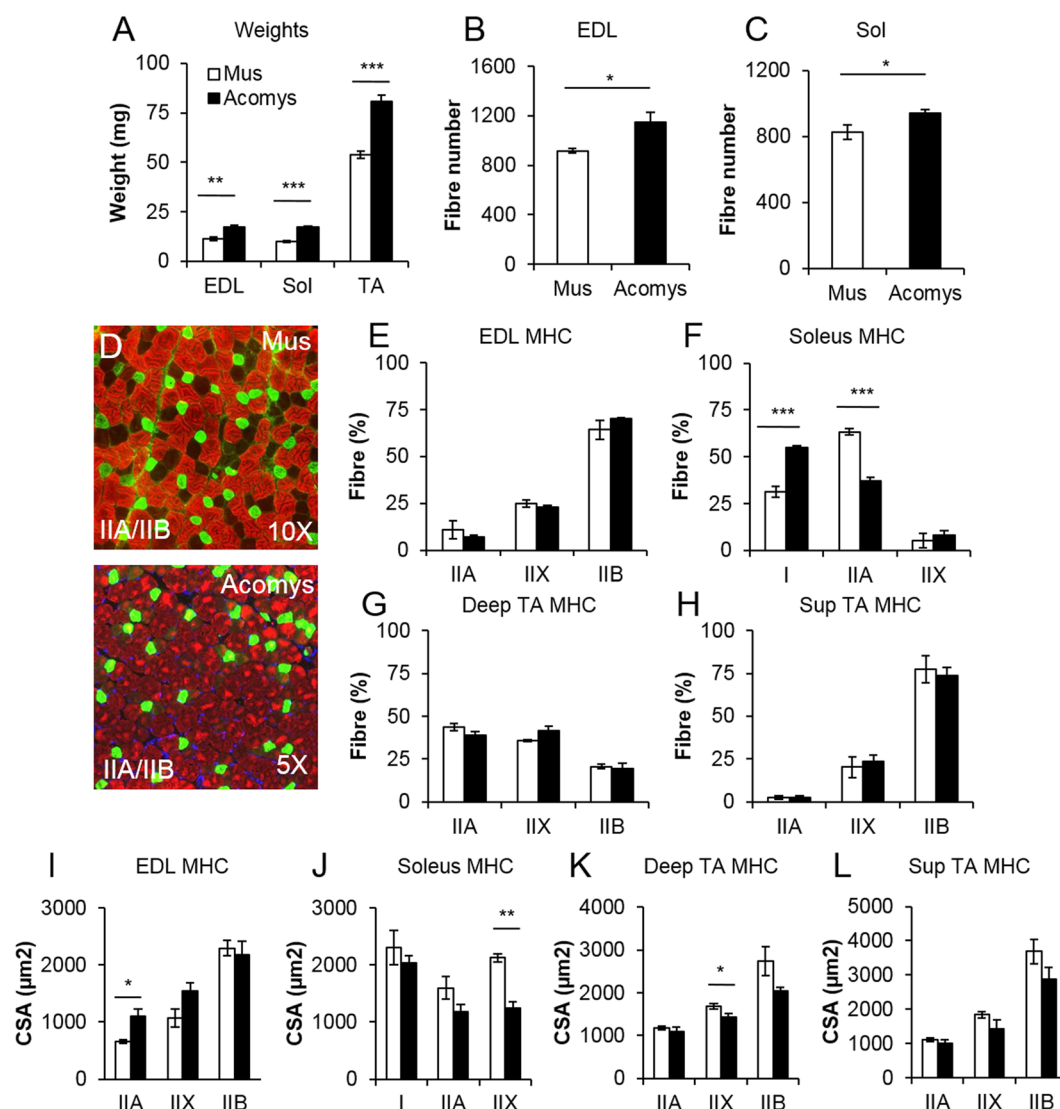 A Weights
Weight (mg)
100
75
50
25
0
Mus
Acomys
** *** ***
EDL Sol TA
B EDL
Fibre number
1600
1200
800
400
0
*
Mus Acomys
C Sol
Fibre number
1200
800
400
0
*
Mus Acomys
D Mus
IIA/IIB 10X
Acomys
IIA/IIB 5X
E EDL MHC
Fibre (%)
100
75
50
25
0
IIA IIX IIB
F Soleus MHC
Fibre (%)
100
75
50
25
0
*** ***
I IIA IIX
G Deep TA MHC
Fibre (%)
100
75
50
25
0
IIA IIX IIB
H Sup TA MHC
Fibre (%)
100
75
50
25
0
IIA IIX IIB
I EDL MHC
CSA (µm2)
3000
2000
1000
0
*
IIA IIX IIB
J Soleus MHC
CSA (µm2)
3000
2000
1000
0
**
I IIA IIX
K Deep TA MHC
CSA (µm2)
4000
3000
2000
1000
0
*
IIA IIX IIB
L Sup TA MHC
CSA (µm2)
5000
4000
3000
2000
1000
0
IIA IIX IIB